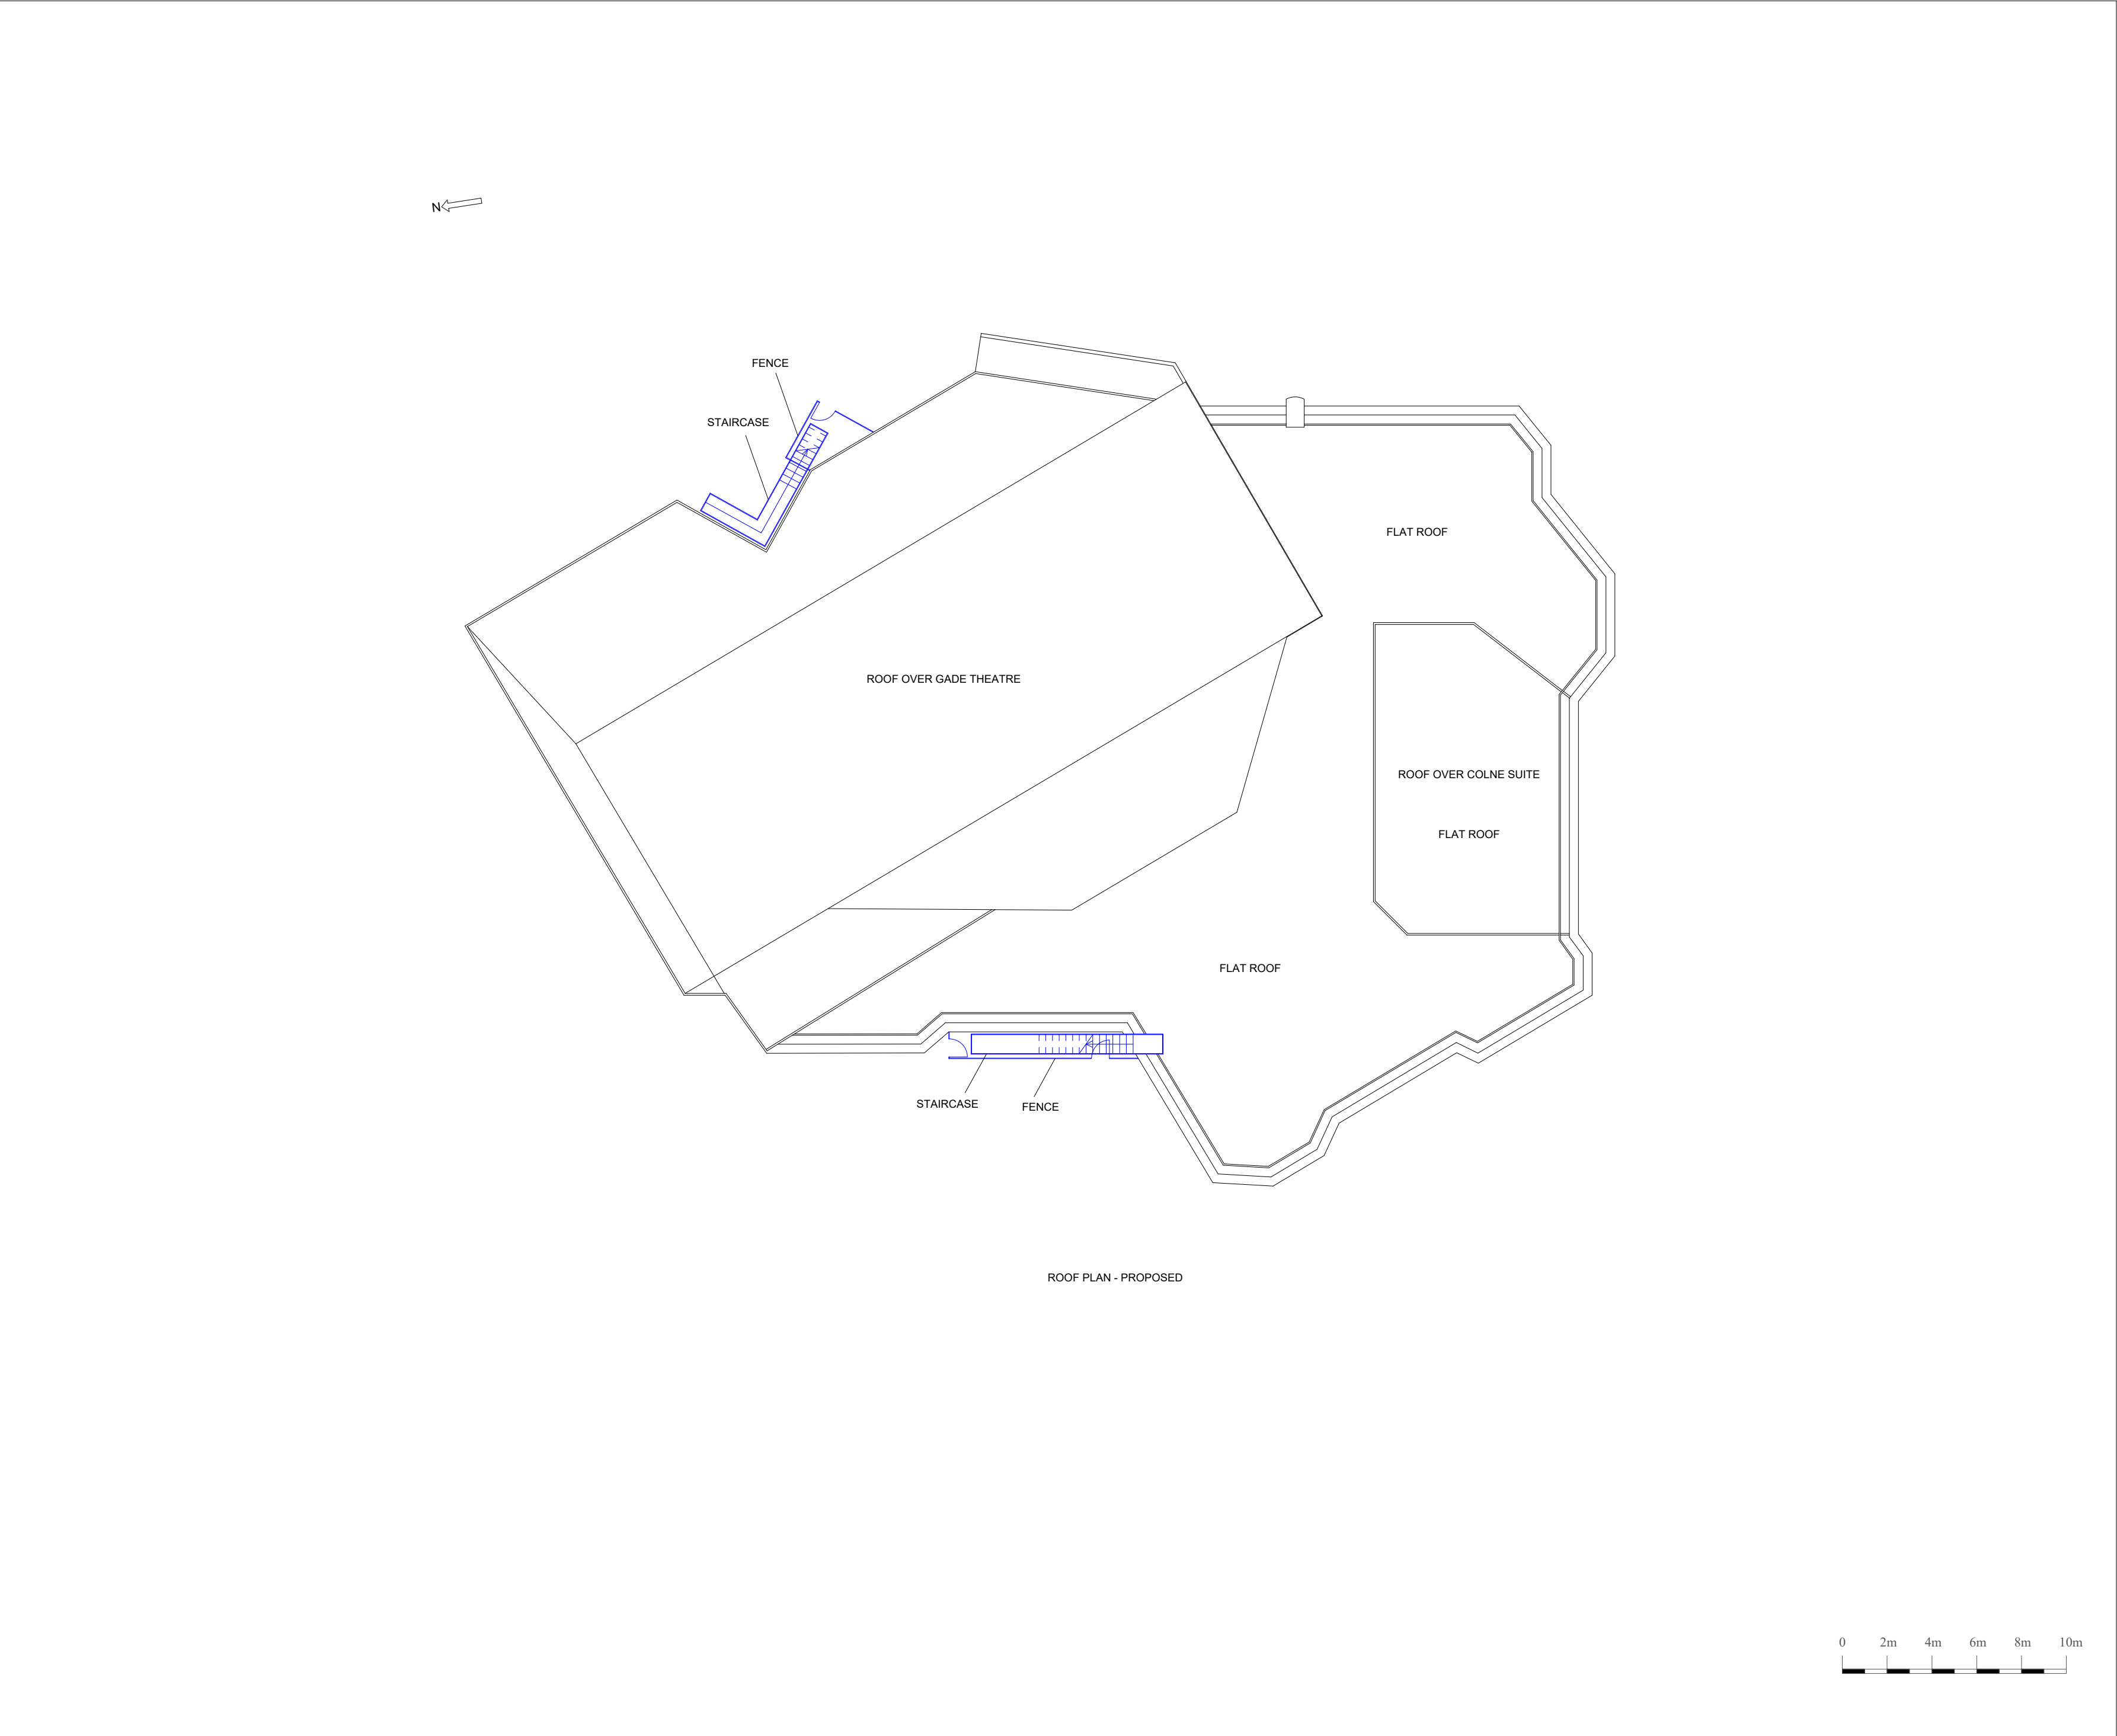 N
FENCE
STAIRCASE
FLAT ROOF
ROOF OVER GADE THEATRE
ROOF OVER COLNE SUITE
FLAT ROOF
FLAT ROOF
STAIRCASE
FENCE
ROOF PLAN - PROPOSED
0 2m 4m 6m 8m 10m